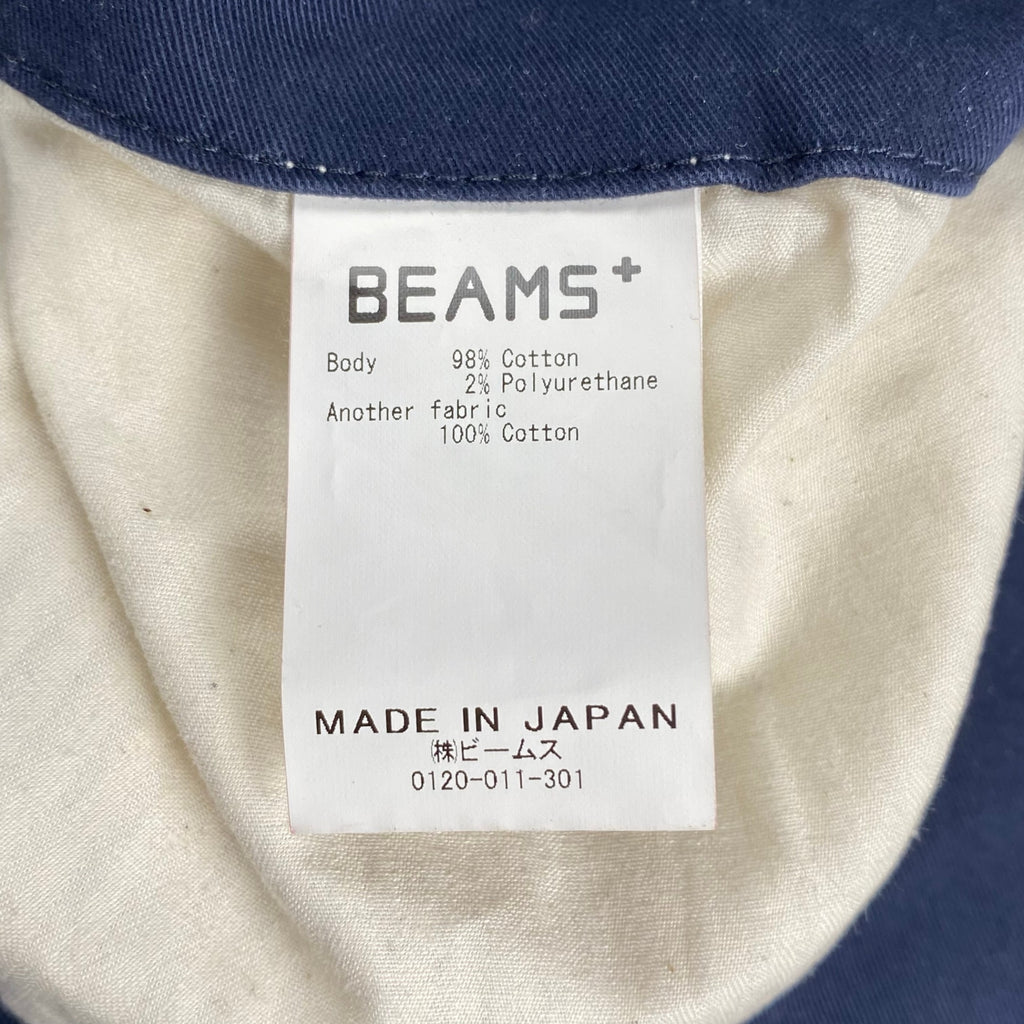 BEAMS+
Body 98% Cotton
2% Polyurethane
Another fabric
100% Cotton
MADE IN JAPAN
㈱ビームス
0120-011-301